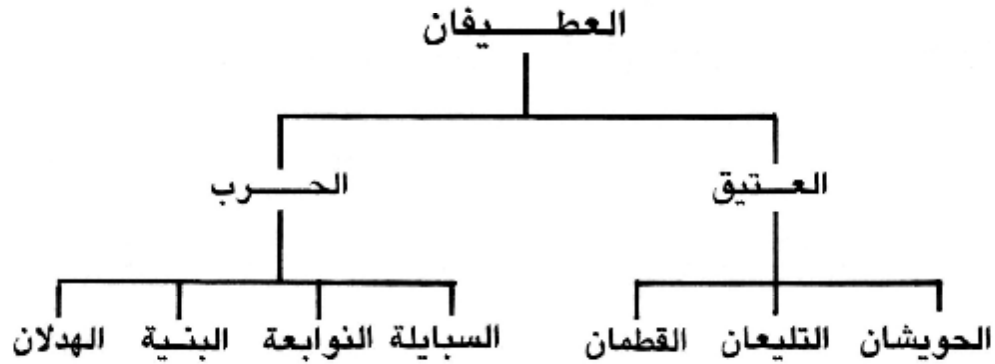 العطيفان
العتيق الحرب
الحويشان التليعان القطمان السبايلة النوابعة البنية الهدلان